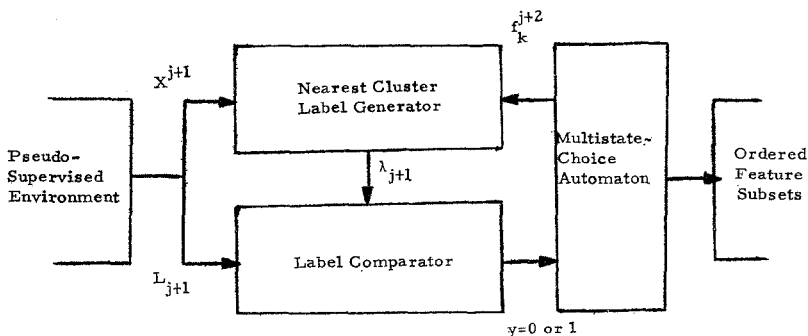 f_k^{j+2}
X^{j+1}
Nearest Cluster
Label Generator
Pseudo-
Supervised
Environment
Multistate-
Choice
Automaton
Ordered
Feature
Subsets
λ_{j+1}
L_{j+1}
Label Comparator
y=0 or 1